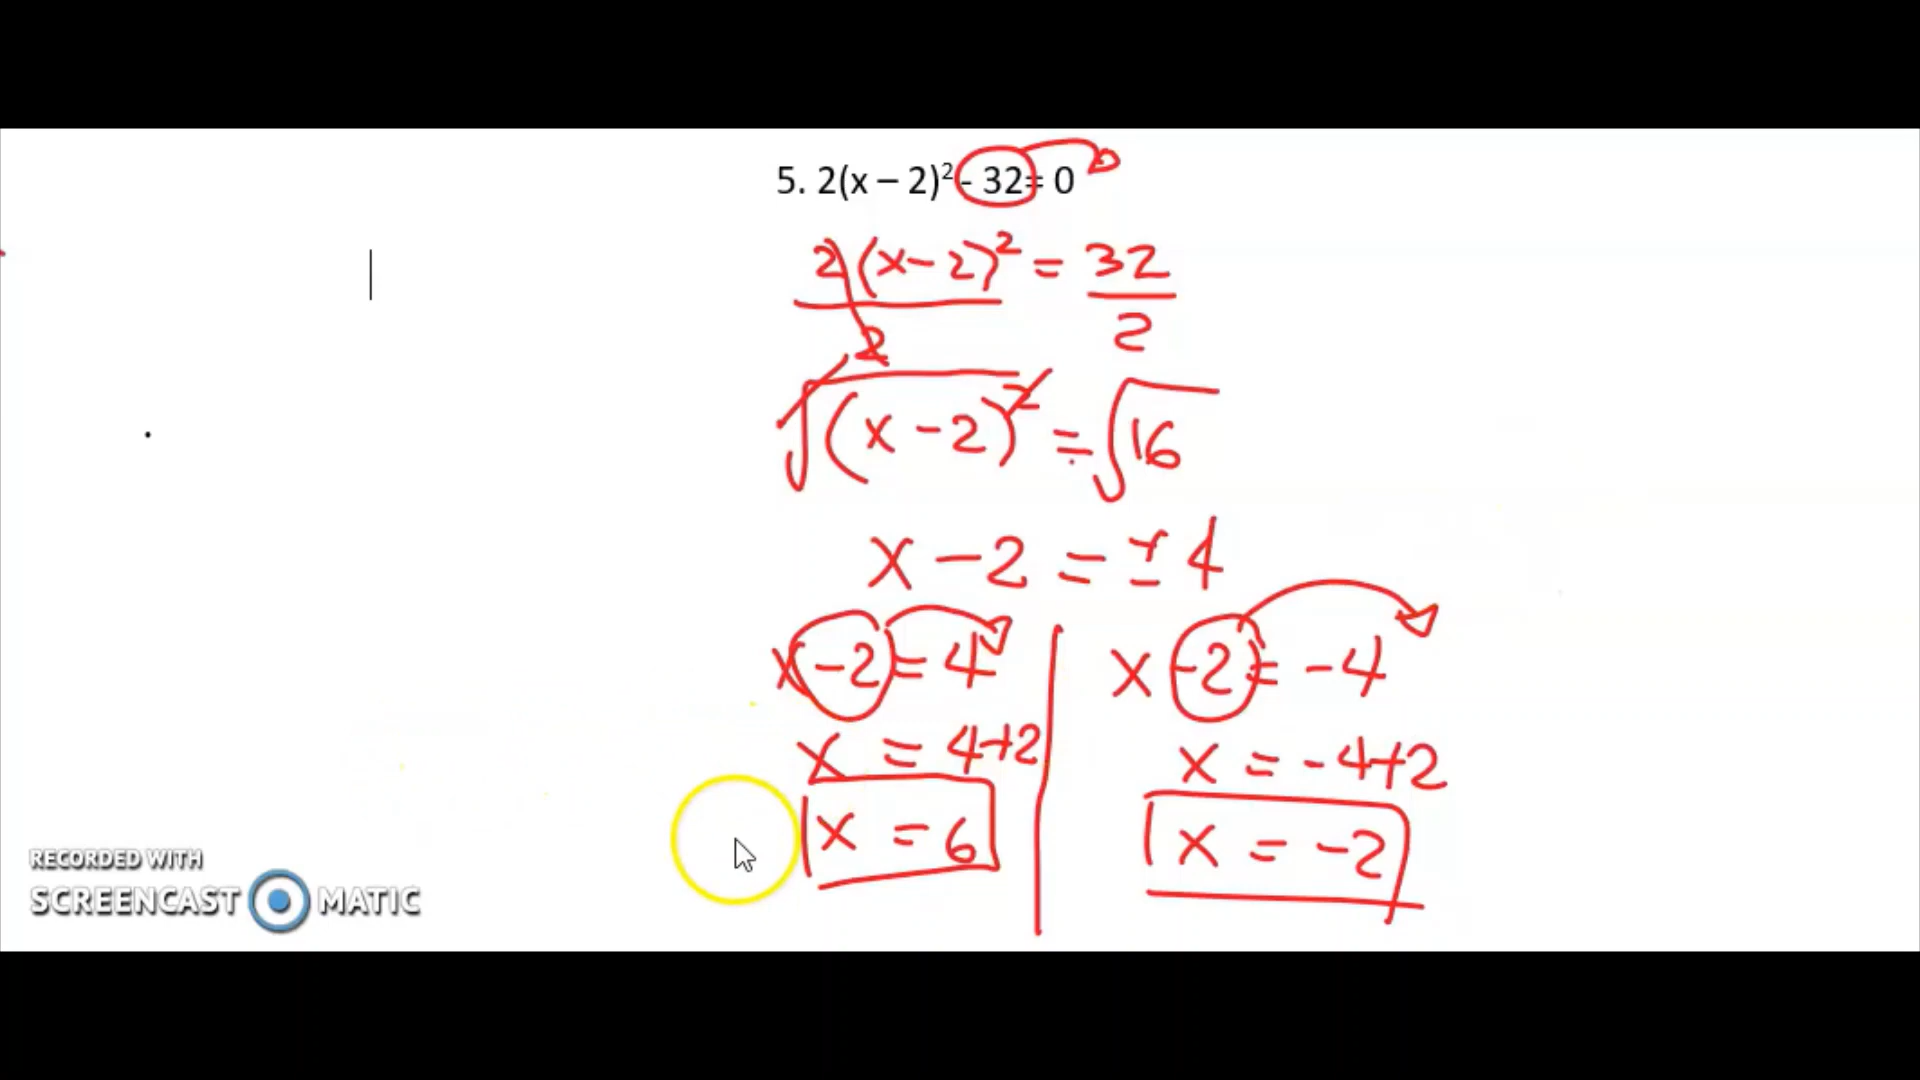 5. 2(x – 2)² - 32 = 0
2(x-2)² = 32
2 2
√(x-2)² = √16
x - 2 = ± 4
x - 2 = 4
x = 4+2
x = 6
x - 2 = -4
x = -4+2
x = -2
RECORDED WITH
SCREENCAST MATIC